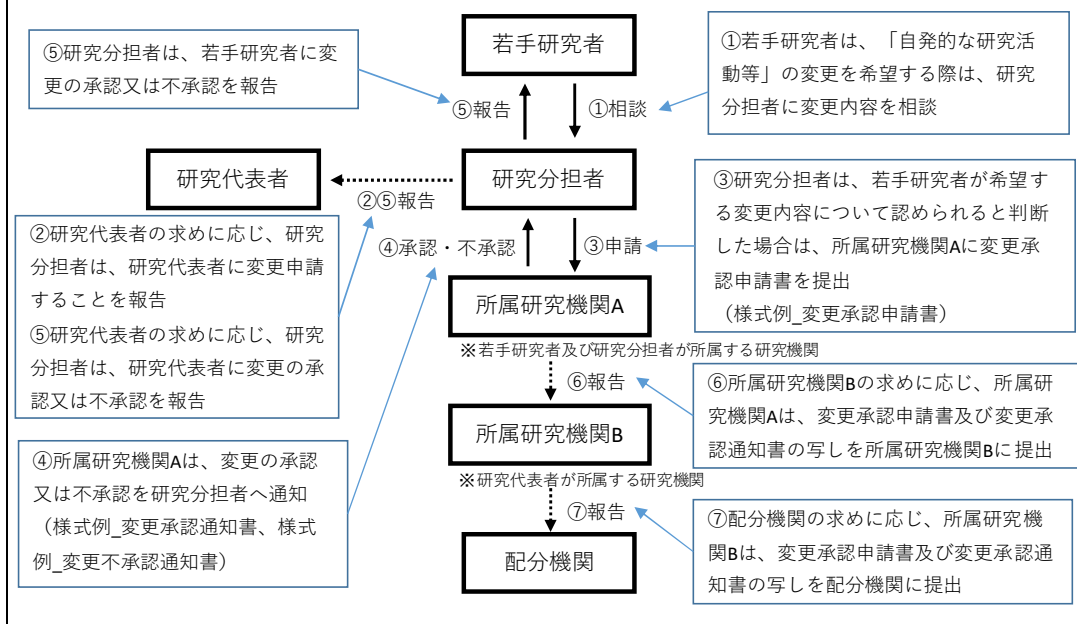 ⑤研究分担者は、若手研究者に変
更の承認又は不承認を報告
若手研究者
①若手研究者は、「自発的な研究活
動等」の変更を希望する際は、研究
分担者に変更内容を相談
⑤報告
①相談
研究代表者
研究分担者
②⑤報告
③研究分担者は、若手研究者が希望す
る変更内容について認められると判断
した場合は、所属研究機関Aに変更承
認申請書を提出
(様式例_変更承認申請書)
②研究代表者の求めに応じ、研究
分担者は、研究代表者に変更申請
することを報告
⑤研究代表者の求めに応じ、研究
分担者は、研究代表者に変更の承
認又は不承認を報告
④承認・不承認
③申請
所属研究機関A
※若手研究者及び研究分担者が所属する研究機関
⑥報告
⑥所属研究機関Bの求めに応じ、所属研
究機関Aは、変更承認申請書及び変更承
認通知書の写しを所属研究機関Bに提出
所属研究機関B
※研究代表者が所属する研究機関
④所属研究機関Aは、変更の承認
又は不承認を研究分担者へ通知
(様式例_変更承認通知書、様式
例_変更不承認通知書)
⑦報告
⑦配分機関の求めに応じ、所属研究機
関Bは、変更承認申請書及び変更承認通
知書の写しを配分機関に提出
配分機関